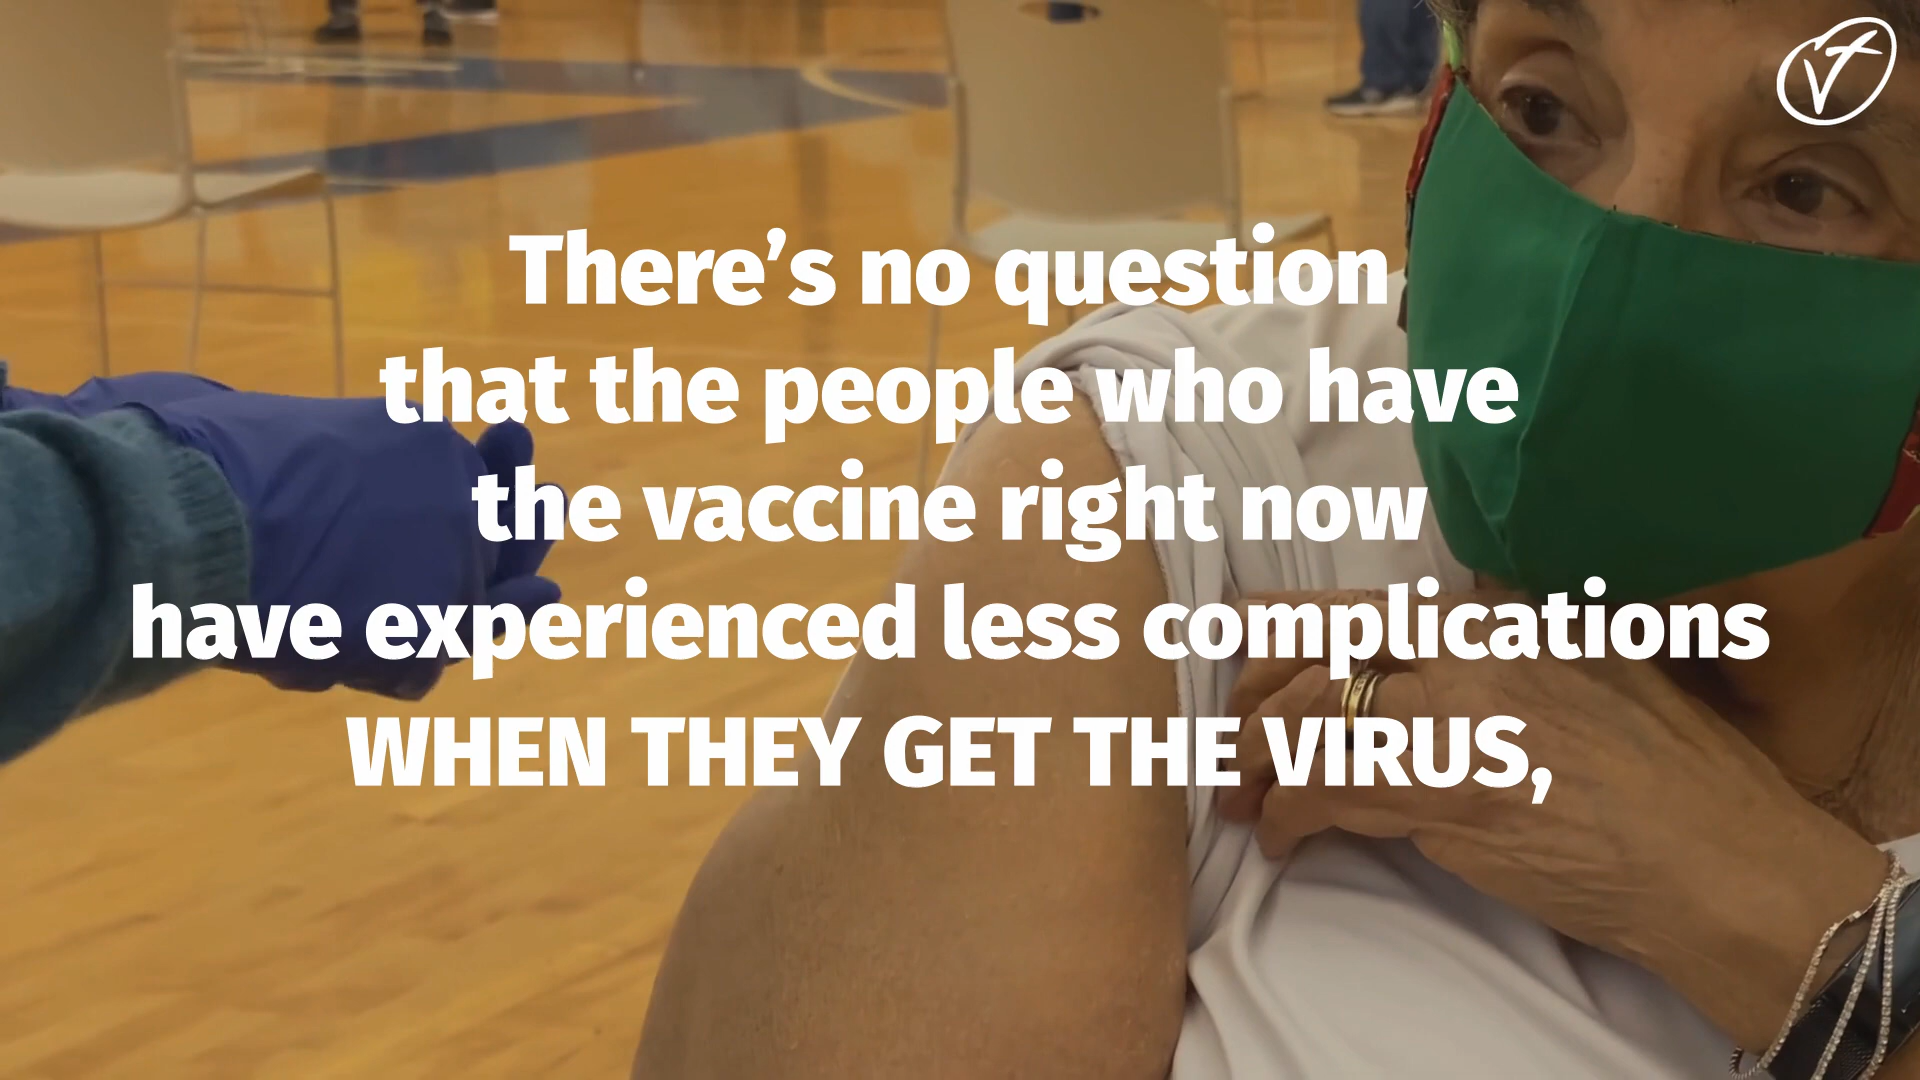 There’s no question
that the people who have
the vaccine right now
have experienced less complications
WHEN THEY GET THE VIRUS,